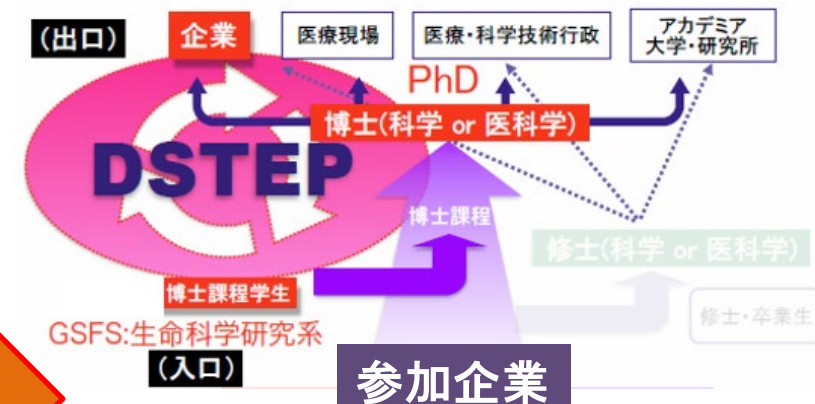 (出口)
企業
医療現場
医療・科学技術行政
アカデミア
大学・研究所
PhD
博士(科学 or 医科学)
DSTEP
博士課程
修士(科学 or 医科学)
博士課程学生
修士・卒業生
GSFS:生命科学研究系
(入口)
参加企業